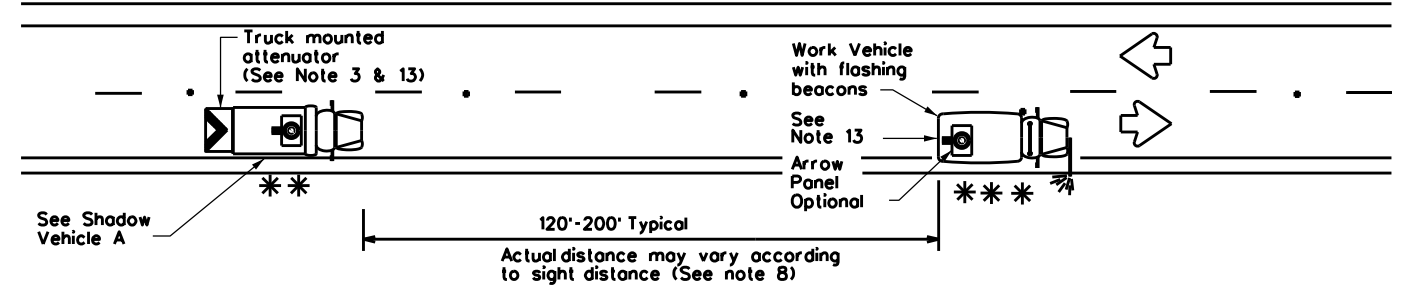 Truck mounted
attenuator
(See Note 3 & 13)
Work Vehicle
with flashing
beacons
See
Note 13
Arrow
Panel
Optional
See Shadow
Vehicle A
120'-200' Typical
Actual distance may vary according
to sight distance (See note 8)